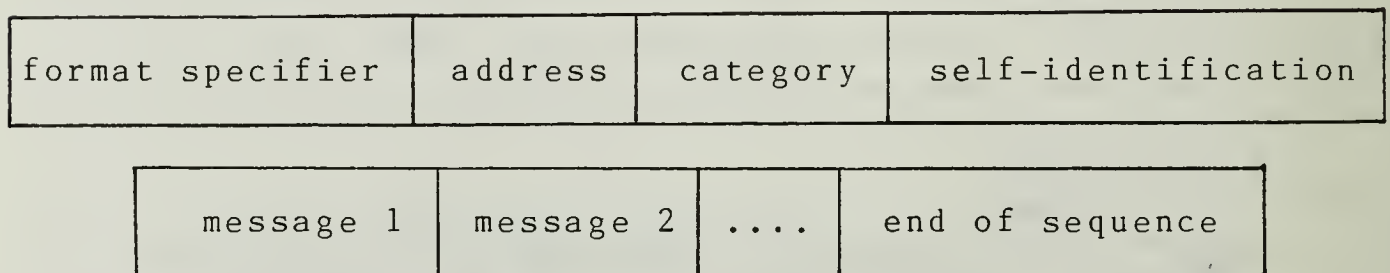 format specifier address category self-identification
message 1 message 2 .... end of sequence